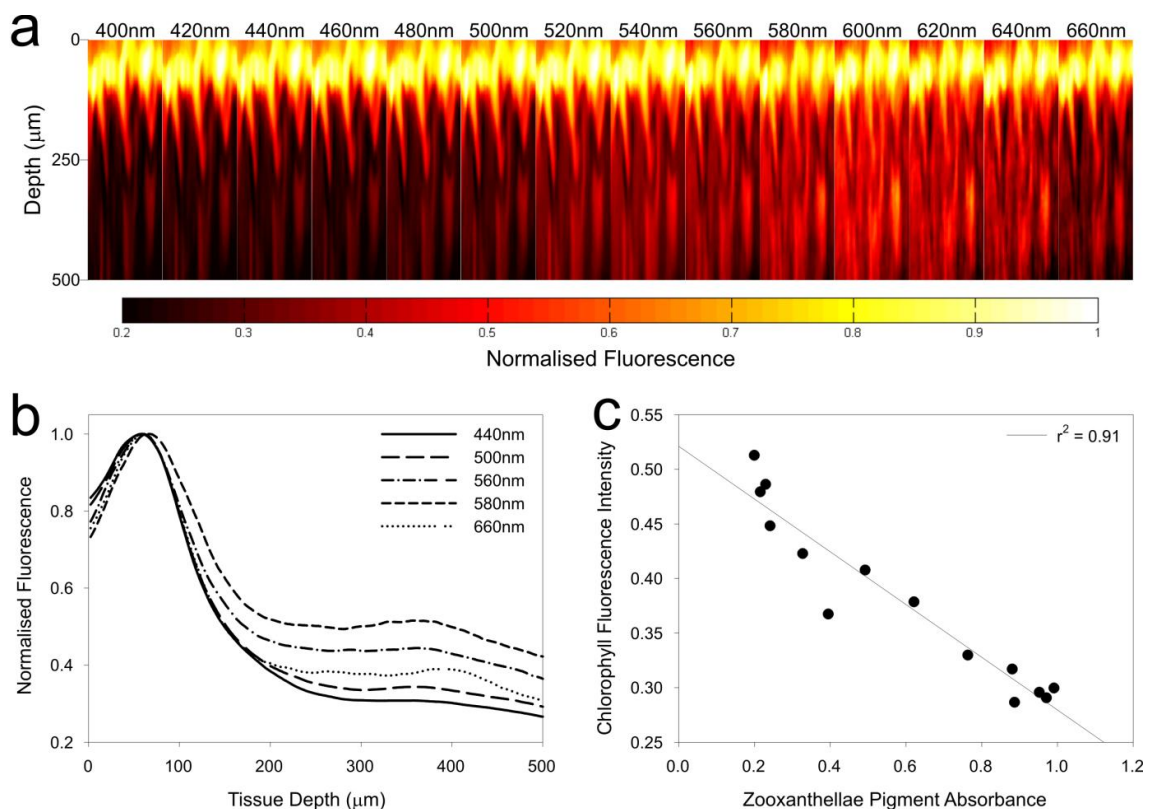 a
400nm 420nm 440nm 460nm 480nm 500nm 520nm 540nm 560nm 580nm 600nm 620nm 640nm 660nm
0
250
500
Depth (μm)
0.2 0.3 0.4 0.5 0.6 0.7 0.8 0.9 1
Normalised Fluorescence
b
1.0
0.8
0.6
0.4
0.2
Normalised Fluorescence
440nm
500nm
560nm
580nm
660nm
0 100 200 300 400 500
Tissue Depth (μm)
c
0.55
0.50
0.45
0.40
0.35
0.30
0.25
Chlorophyll Fluorescence Intensity
r² = 0.91
0.0 0.2 0.4 0.6 0.8 1.0 1.2
Zooxanthellae Pigment Absorbance